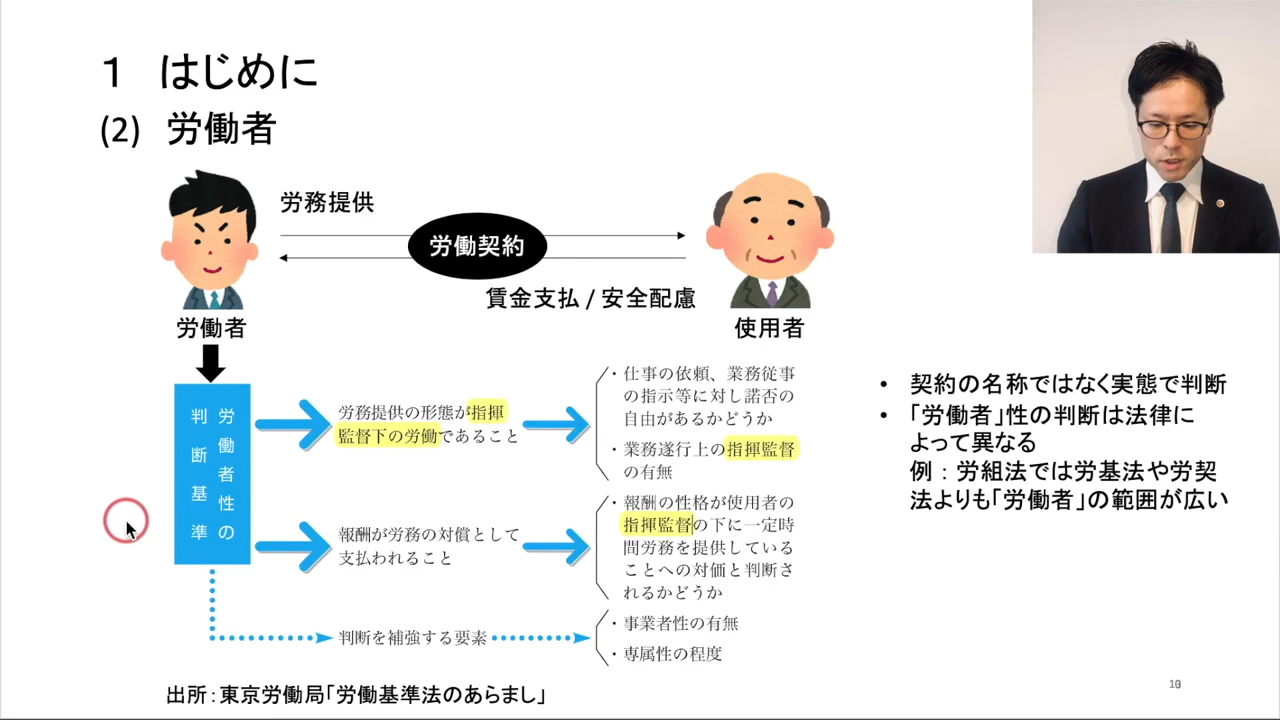 1 はじめに
(2) 労働者
労務提供
労働契約
賃金支払 / 安全配慮
労働者
使用者
労働者性の
判断基準
労務提供の形態が指揮
監督下の労働であること
・仕事の依頼、業務従事
の指示等に対し諾否の
自由があるかどうか
・業務遂行上の指揮監督
の有無
報酬が労務の対償として
支払われること
・報酬の性格が使用者の
指揮監督の下に一定時
間労務を提供している
ことへの対価と判断さ
れるかどうか
判断を補強する要素
・事業者性の有無
・専属性の程度
• 契約の名称ではなく実態で判断
• 「労働者」性の判断は法律に
よって異なる
例：労組法では労基法や労契
法よりも「労働者」の範囲が広い
出所：東京労働局「労働基準法のあらまし」